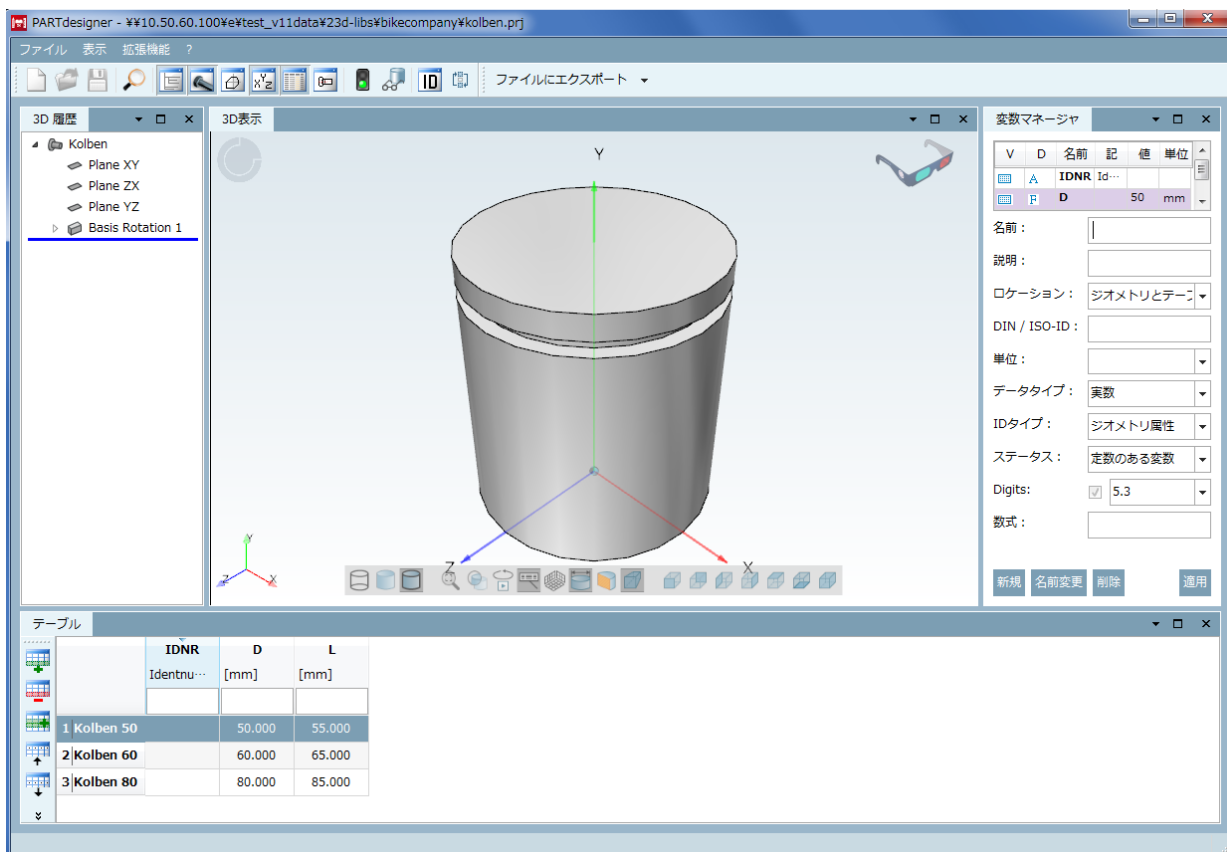 PARTdesigner - ¥¥10.50.60.100¥e¥test_v11data¥23d-libs¥bikecompany¥kolben.prj
ファイル 表示 拡張機能 ?
ID ファイルにエクスポート
3D 履歴
Kolben
Plane XY
Plane ZX
Plane YZ
Basis Rotation 1
3D表示
Y
Z
X
Y
Z
X
変数マネージャ
V D 名前 記 値 単位
A IDNR Id…
F D 50 mm
名前：
説明：
ロケーション： ジオメトリとテー
DIN / ISO-ID：
単位：
データタイプ： 実数
IDタイプ： ジオメトリ属性
ステータス： 定数のある変数
Digits: 5.3
数式：
新規 名前変更 削除 適用
テーブル
IDNR D L
Identnu… [mm] [mm]
1 Kolben 50 50.000 55.000
2 Kolben 60 60.000 65.000
3 Kolben 80 80.000 85.000